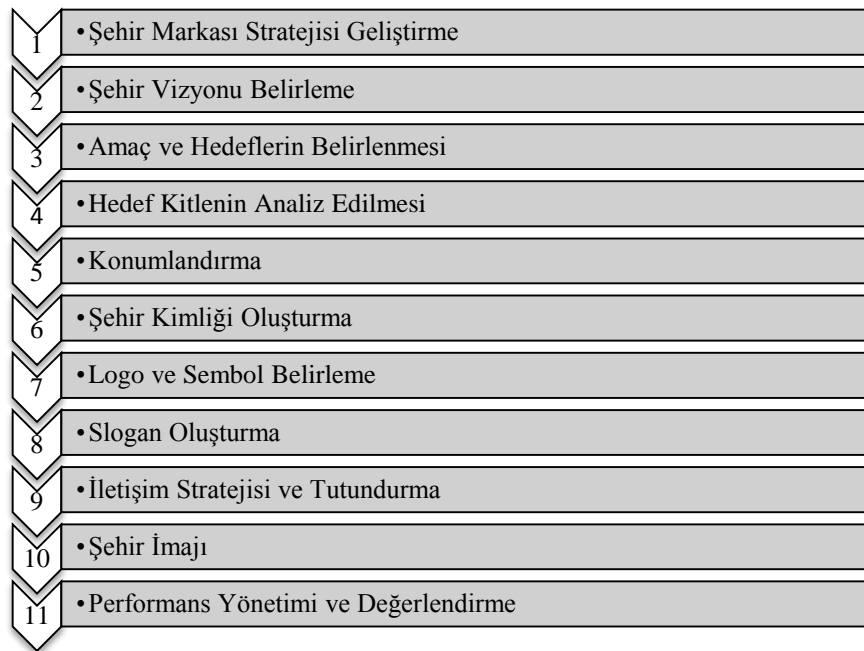 1 •Şehir Markası Stratejisi Geliştirme
2 •Şehir Vizyonu Belirleme
3 •Amaç ve Hedeflerin Belirlenmesi
4 •Hedef Kitlenin Analiz Edilmesi
5 •Konumlandırma
6 •Şehir Kimliği Oluşturma
7 •Logo ve Sembol Belirleme
8 •Slogan Oluşturma
9 •İletişim Stratejisi ve Tutundurma
10 •Şehir İmajı
11 •Performans Yönetimi ve Değerlendirme